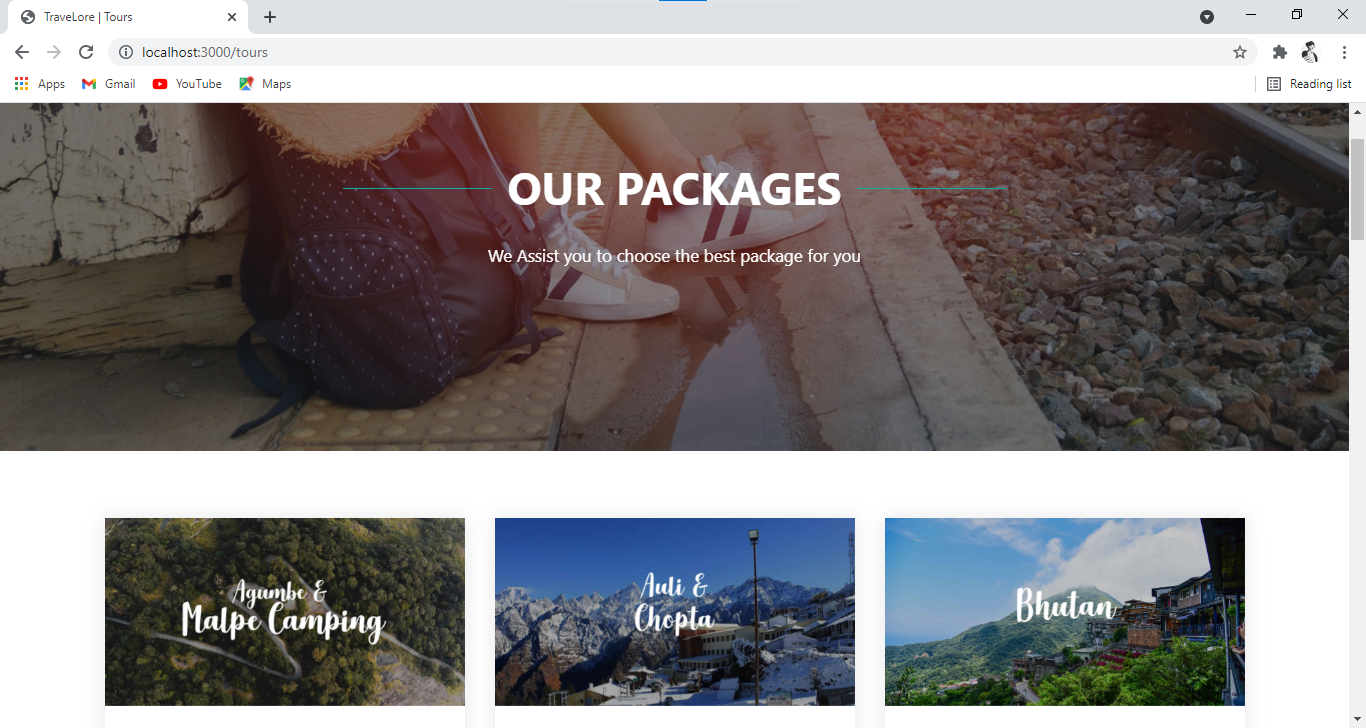 TraveLore | Tours
localhost:3000/tours
Apps Gmail YouTube Maps Reading list
OUR PACKAGES
We Assist you to choose the best package for you
Agumbe &
Malpe Camping
Auli &
Chopta
Bhutan